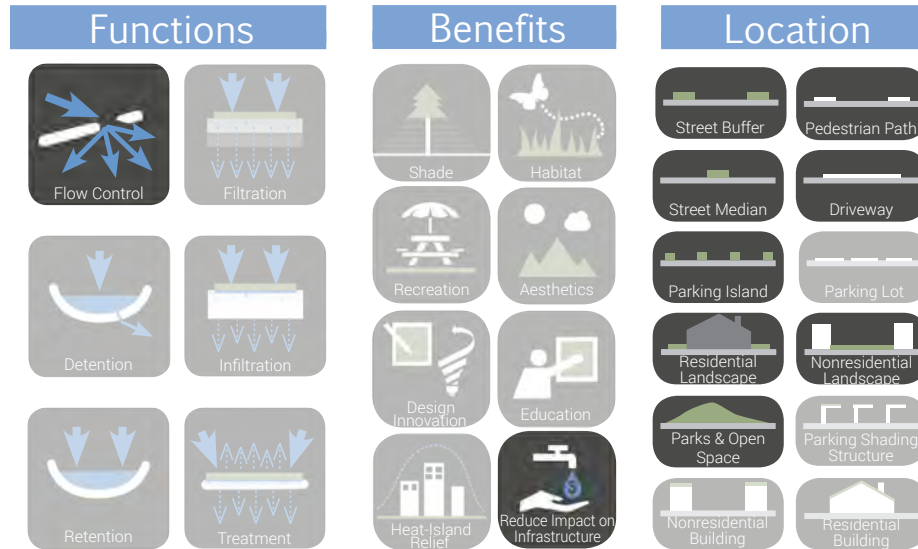 Functions
Benefits
Location
Flow Control
Filtration
Detention
Infiltration
Retention
Treatment
Shade
Habitat
Recreation
Aesthetics
Design
Innovation
Education
Heat-Island
Relief
Reduce Impact on
Infrastructure
$
Street Buffer
Pedestrian Path
Street Median
Driveway
Parking Island
Parking Lot
Residential
Landscape
Nonresidential
Landscape
Parks & Open
Space
Parking Shading
Structure
Nonresidential
Building
Residential
Building